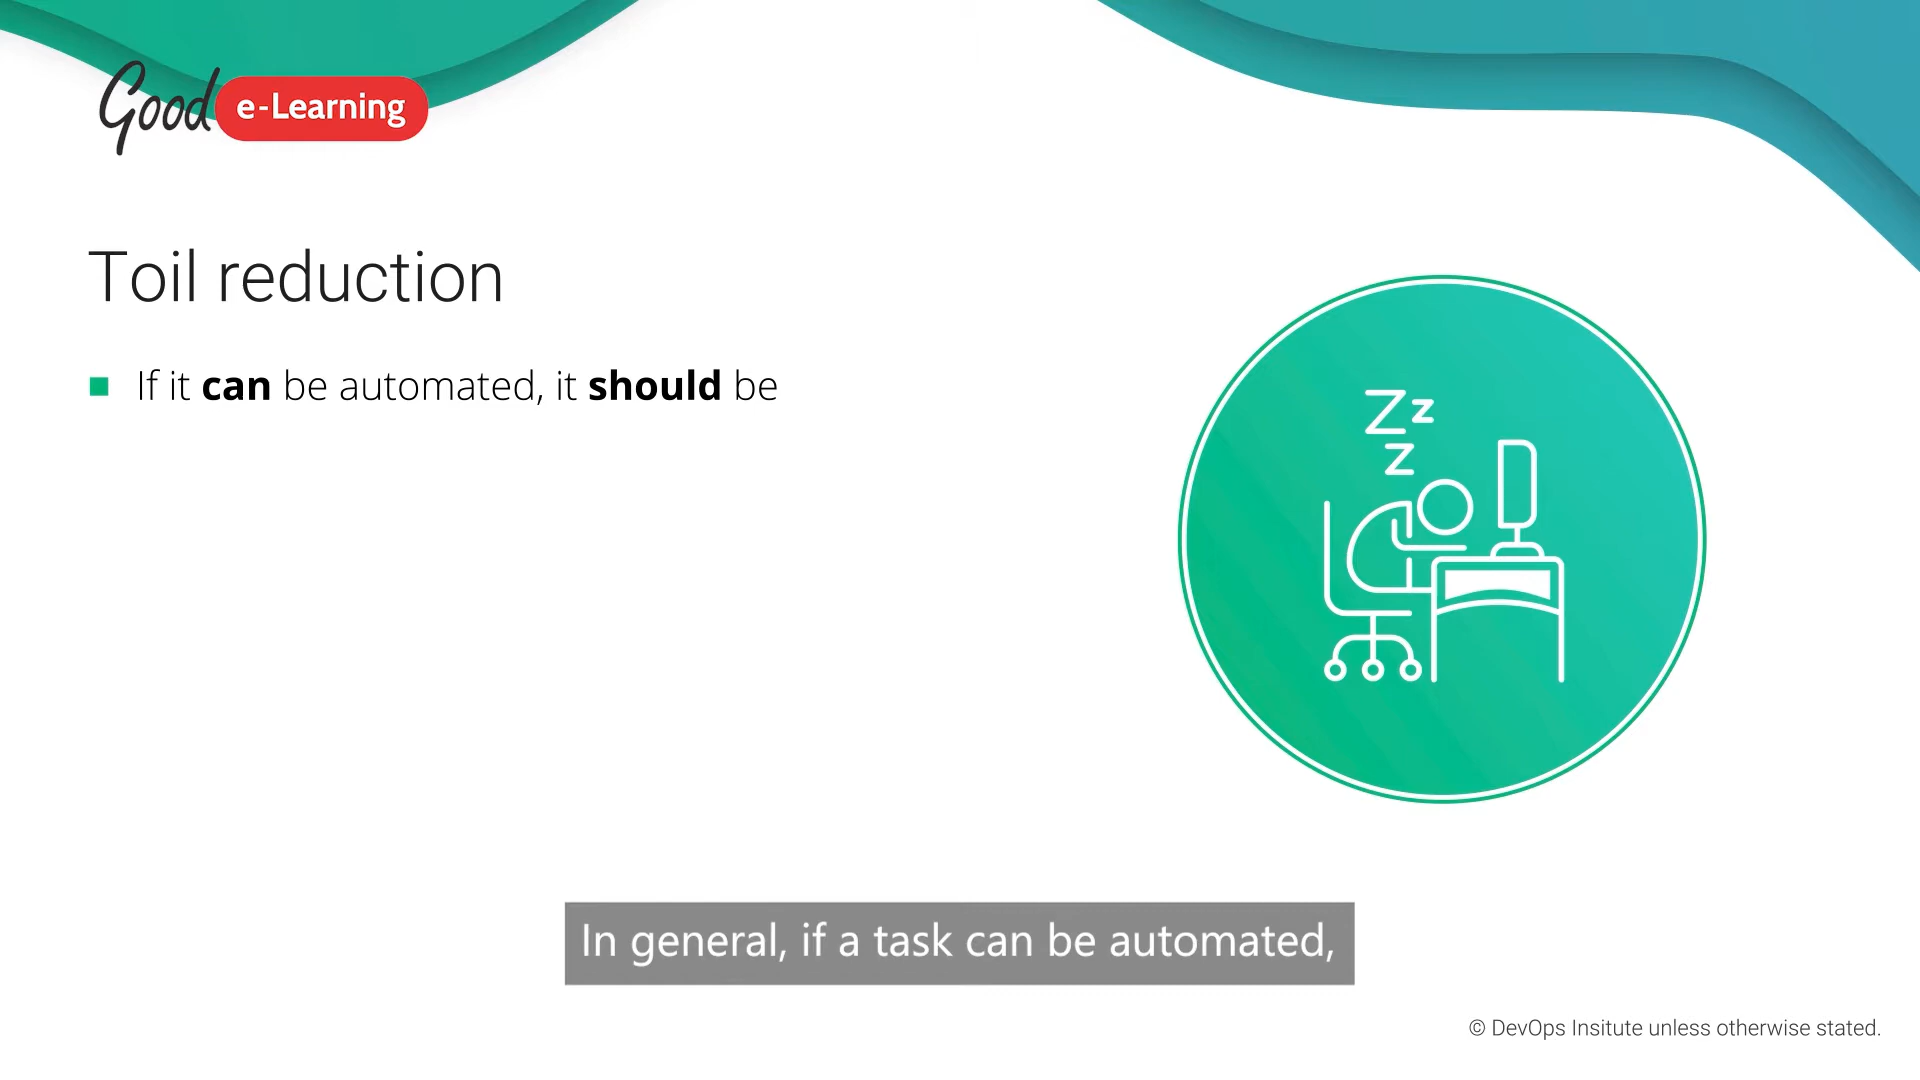 Good e-Learning
Toil reduction
If it can be automated, it should be
Zz
z
In general, if a task can be automated,
© DevOps Insitute unless otherwise stated.